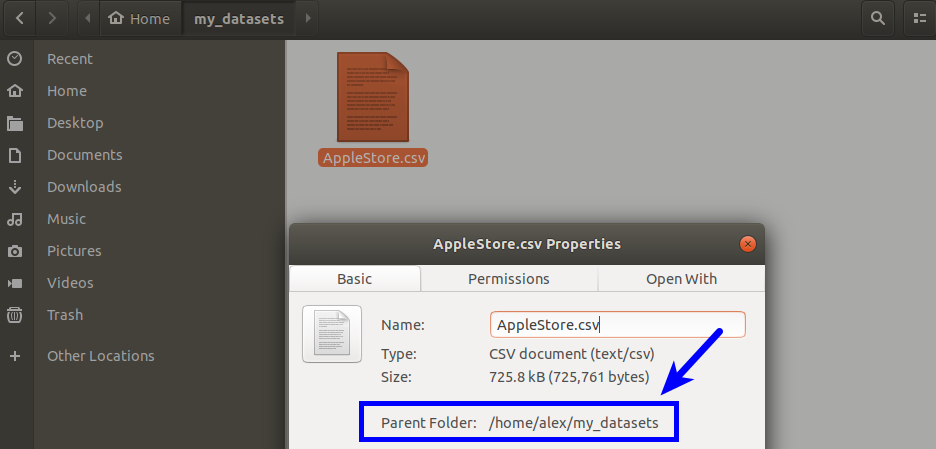 Home my_datasets
Recent
Home
Desktop
Documents
Downloads
Music
Pictures
Videos
Trash
Other Locations
AppleStore.csv
AppleStore.csv Properties
Basic Permissions Open With
Name: AppleStore.csv
Type: CSV document (text/csv)
Size: 725.8 kB (725,761 bytes)
Parent Folder: /home/alex/my_datasets